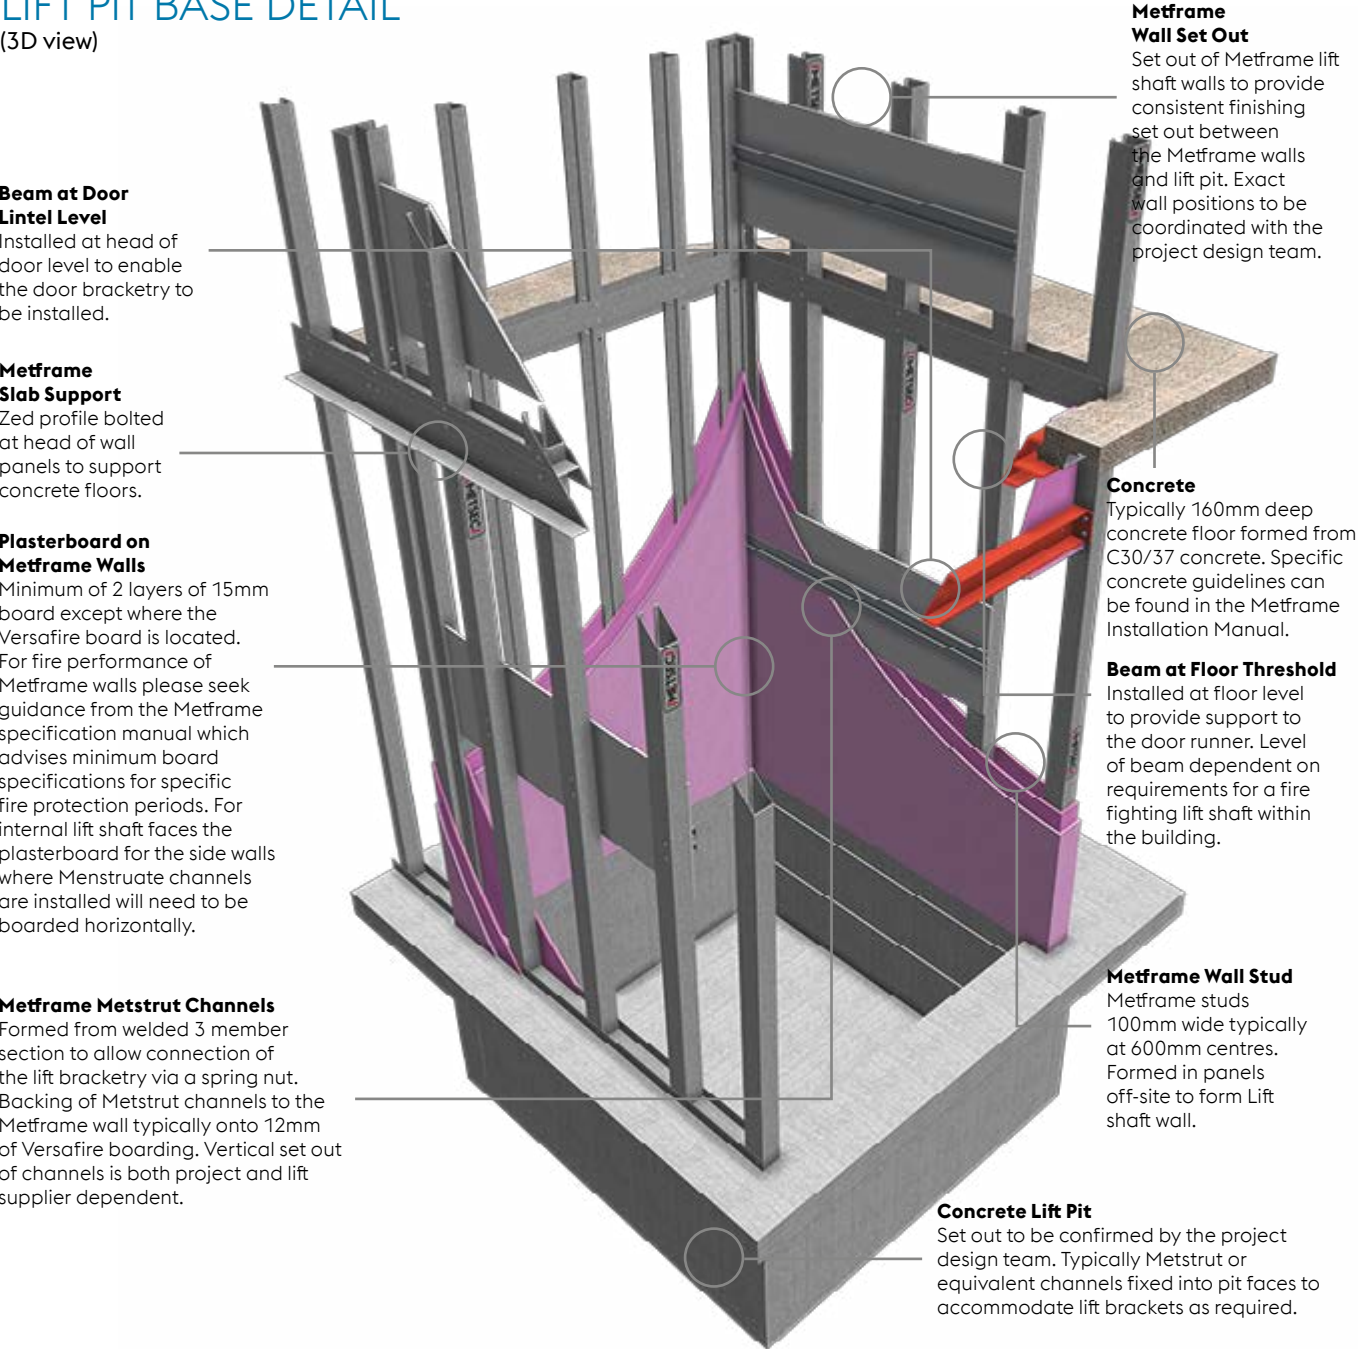 LIFT PIT BASE DETAIL
(3D view)
Beam at Door
Lintel Level
Installed at head of
door level to enable
the door bracketry to
be installed.
Metframe
Slab Support
Zed profile bolted
at head of wall
panels to support
concrete floors.
Plasterboard on
Metframe Walls
Minimum of 2 layers of 15mm
board except where the
Versafire board is located.
For fire performance of
Metframe walls please seek
guidance from the Metframe
specification manual which
advises minimum board
specifications for specific
fire protection periods. For
internal lift shaft faces the
plasterboard for the side walls
where Menstruate channels
are installed will need to be
boarded horizontally.
Metframe Metstrut Channels
Formed from welded 3 member
section to allow connection of
the lift bracketry via a spring nut.
Backing of Metstrut channels to the
Metframe wall typically onto 12mm
of Versafire boarding. Vertical set out
of channels is both project and lift
supplier dependent.
Metframe
Wall Set Out
Set out of Metframe lift
shaft walls to provide
consistent finishing
set out between
the Metframe walls
and lift pit. Exact
wall positions to be
coordinated with the
project design team.
Concrete
Typically 160mm deep
concrete floor formed from
C30/37 concrete. Specific
concrete guidelines can
be found in the Metframe
Installation Manual.
Beam at Floor Threshold
Installed at floor level
to provide support to
the door runner. Level
of beam dependent on
requirements for a fire
fighting lift shaft within
the building.
Metframe Wall Stud
Metframe studs
100mm wide typically
at 600mm centres.
Formed in panels
off-site to form Lift
shaft wall.
Concrete Lift Pit
Set out to be confirmed by the project
design team. Typically Metstrut or
equivalent channels fixed into pit faces to
accommodate lift brackets as required.
METSEC
METSEC
METSEC